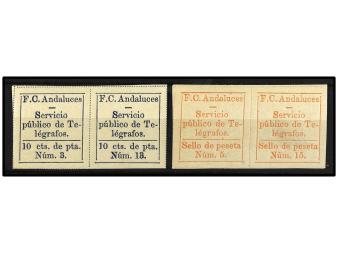 F.C. Andaluces
—
Servicio
público de Te-
légrafos.
10 cts. de pta.
Núm. 3.
F.C. Andaluces
—
Servicio
público de Te-
légrafos.
10 cts. de pta.
Núm. 13.
F.C. Andaluces
—
Servicio
público de Te-
légrafos.
Sello de peseta
Núm. 5.
F.C. Andaluces
—
Servicio
público de Te-
légrafos.
Sello de peseta
Núm. 15.